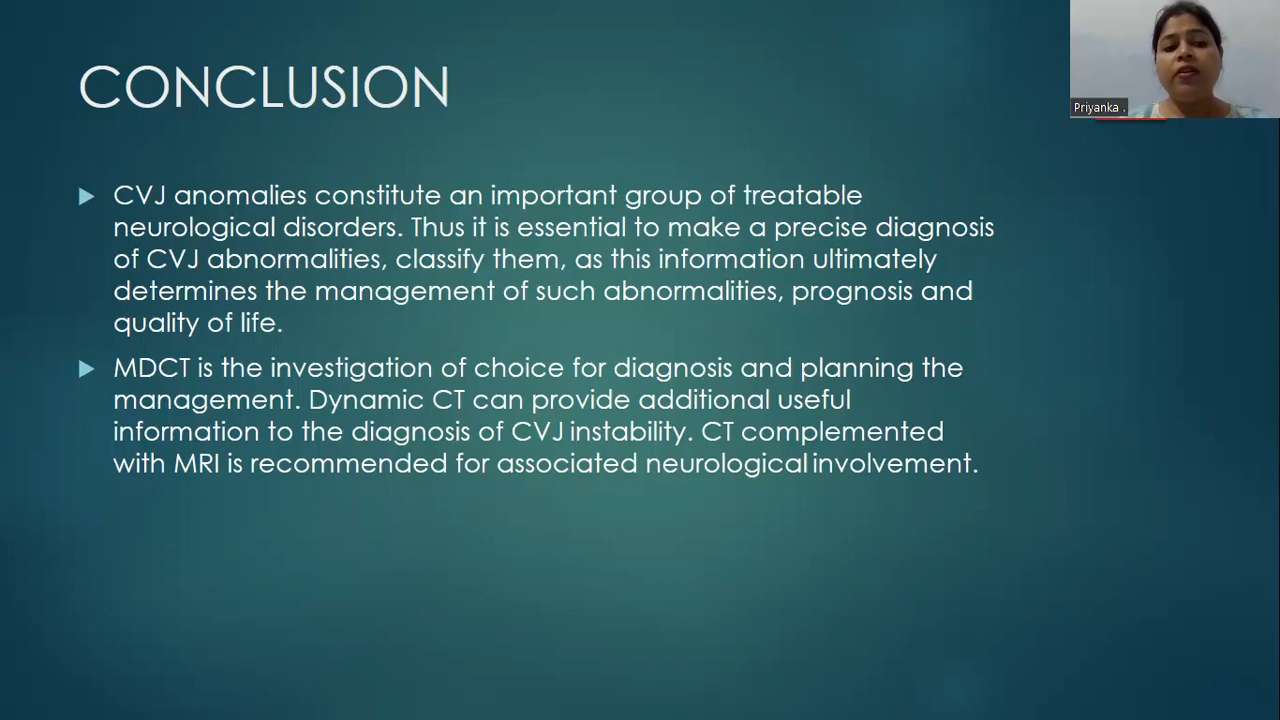 CONCLUSION
CVJ anomalies constitute an important group of treatable
neurological disorders. Thus it is essential to make a precise diagnosis
of CVJ abnormalities, classify them, as this information ultimately
determines the management of such abnormalities, prognosis and
quality of life.
MDCT is the investigation of choice for diagnosis and planning the
management. Dynamic CT can provide additional useful
information to the diagnosis of CVJ instability. CT complemented
with MRI is recommended for associated neurological involvement.
Priyanka .